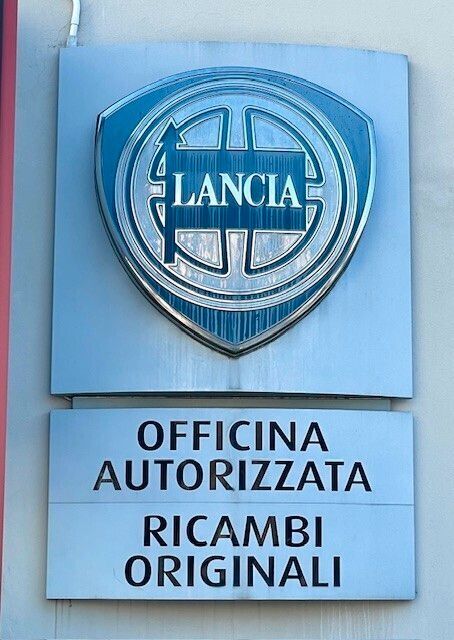 LANCIA
OFFICINA
AUTORIZZATA
RICAMBI
ORIGINALI